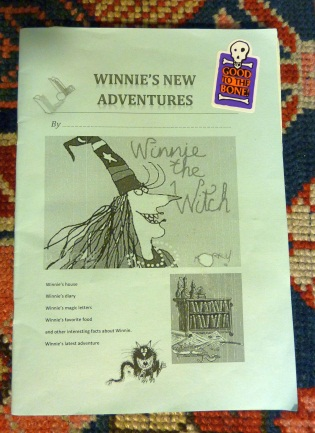 WINNIE'S NEW
ADVENTURES
GOOD
TO THE
BONE!
By
Winnie
the
Witch
Winnie's house
Winnie's diary
Winnie's magic letters
Winnie's favorite food
and other interesting facts about Winnie.
Winnie's latest adventure